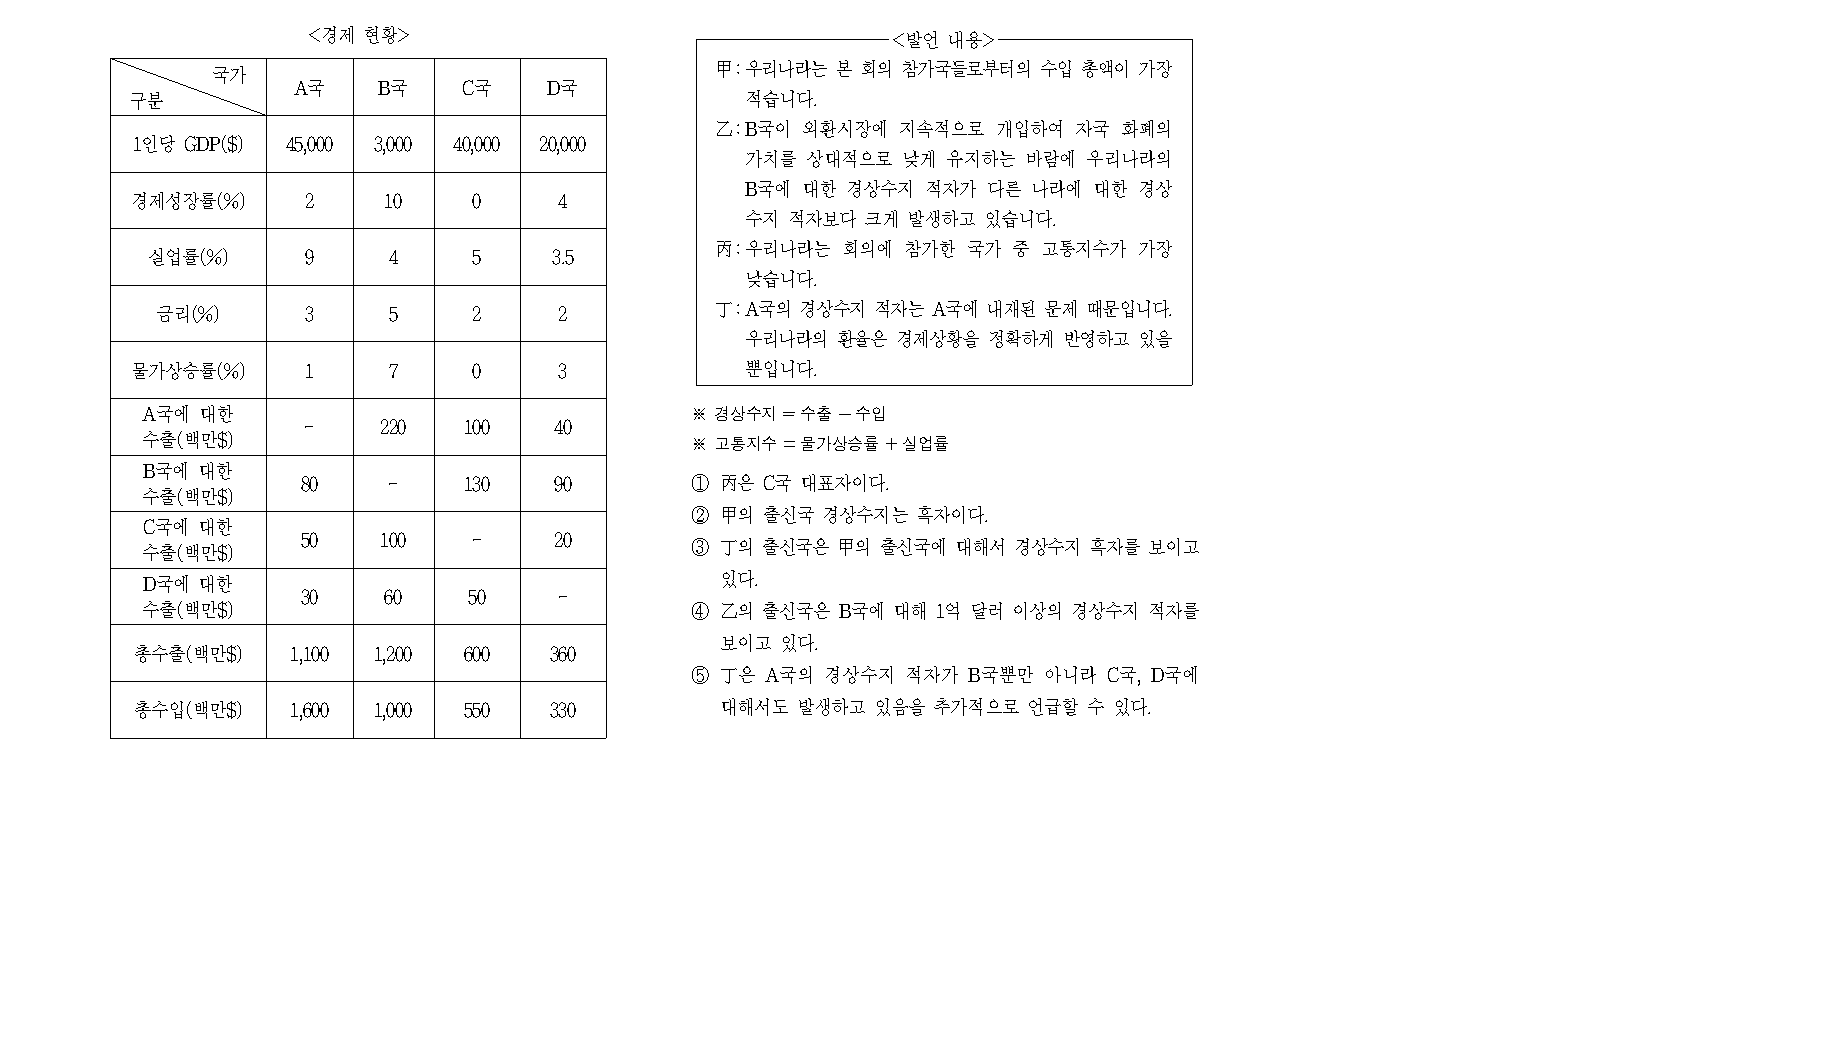 <경제 현황>
국가
구분
A국 B국 C국 D국
1인당 GDP($) 45,000 3,000 40,000 20,000
경제성장률(%) 2 10 0 4
실업률(%) 9 4 5 3.5
금리(%) 3 5 2 2
물가상승률(%) 1 7 0 3
A국에 대한
수출(백만$) - 220 100 40
B국에 대한
수출(백만$) 80 - 130 90
C국에 대한
수출(백만$) 50 100 - 20
D국에 대한
수출(백만$) 30 60 50 -
총수출(백만$) 1,100 1,200 600 360
총수입(백만$) 1,600 1,000 550 330
<발언 내용>
甲: 우리나라는 본 회의 참가국들로부터의 수입 총액이 가장
적습니다.
乙: B국이 외환시장에 지속적으로 개입하여 자국 화폐의
가치를 상대적으로 낮게 유지하는 바람에 우리나라의
B국에 대한 경상수지 적자가 다른 나라에 대한 경상
수지 적자보다 크게 발생하고 있습니다.
丙: 우리나라는 회의에 참가한 국가 중 고통지수가 가장
낮습니다.
丁: A국의 경상수지 적자는 A국에 내재된 문제 때문입니다.
우리나라의 환율은 경제상황을 정확하게 반영하고 있을
뿐입니다.
※ 경상수지 = 수출 - 수입
※ 고통지수 = 물가상승률 + 실업률
① 丙은 C국 대표자이다.
② 甲의 출신국 경상수지는 흑자이다.
③ 丁의 출신국은 甲의 출신국에 대해서 경상수지 흑자를 보이고
있다.
④ 乙의 출신국은 B국에 대해 1억 달러 이상의 경상수지 적자를
보이고 있다.
⑤ 丁은 A국의 경상수지 적자가 B국뿐만 아니라 C국, D국에
대해서도 발생하고 있음을 추가적으로 언급할 수 있다.